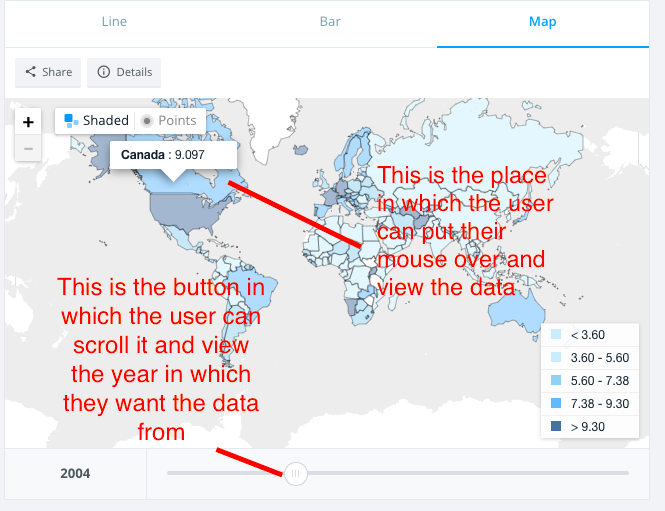 Line
Bar
Map
Share
Details
+
Shaded
Points
−
Canada : 9.097
This is the place
in which the user
can put their
mouse over and
view the data
This is the button in
which the user can
scroll it and view
the year in which
they want the data
from
< 3.60
3.60 - 5.60
5.60 - 7.38
7.38 - 9.30
> 9.30
2004